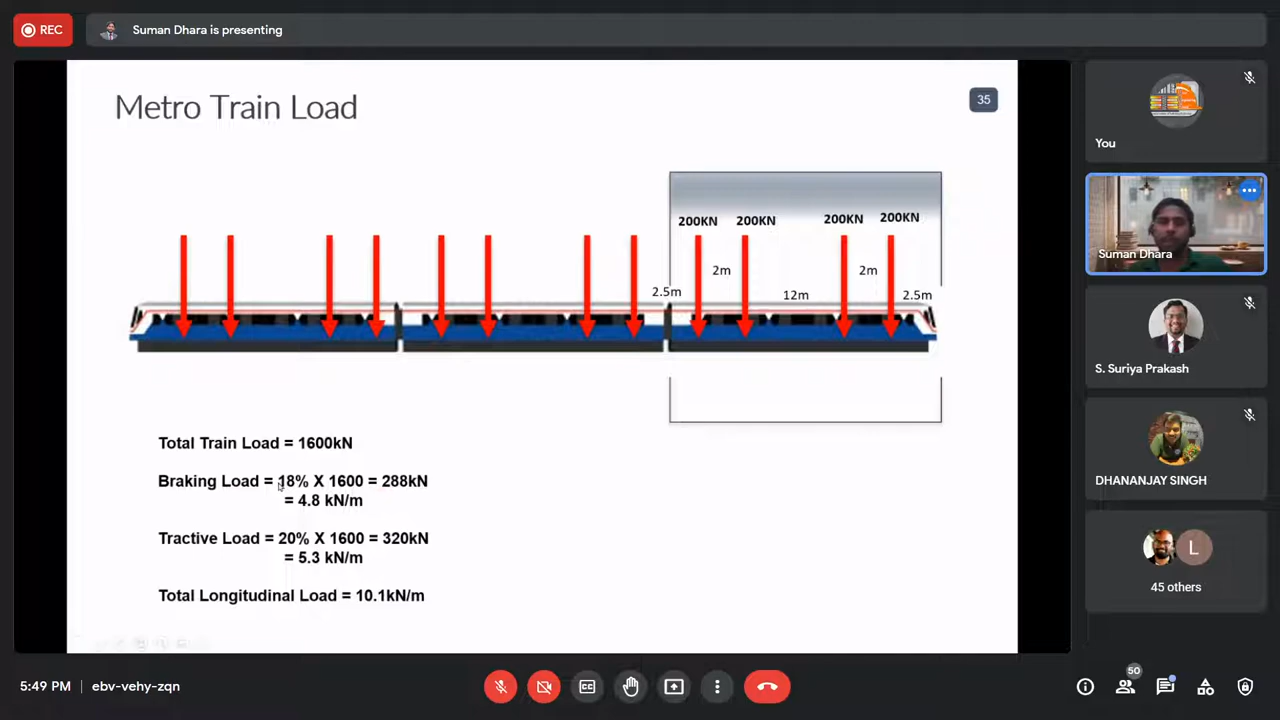 REC
Suman Dhara is presenting
Metro Train Load
35
200KN 200KN 200KN 200KN
2m 2m
2.5m 12m 2.5m
Total Train Load = 1600kN
Braking Load = 18% X 1600 = 288kN
= 4.8 kN/m
Tractive Load = 20% X 1600 = 320kN
= 5.3 kN/m
Total Longitudinal Load = 10.1kN/m
You
Suman Dhara
S. Suriya Prakash
DHANANJAY SINGH
L
45 others
5:49 PM | ebv-vehy-zqn
CC
50